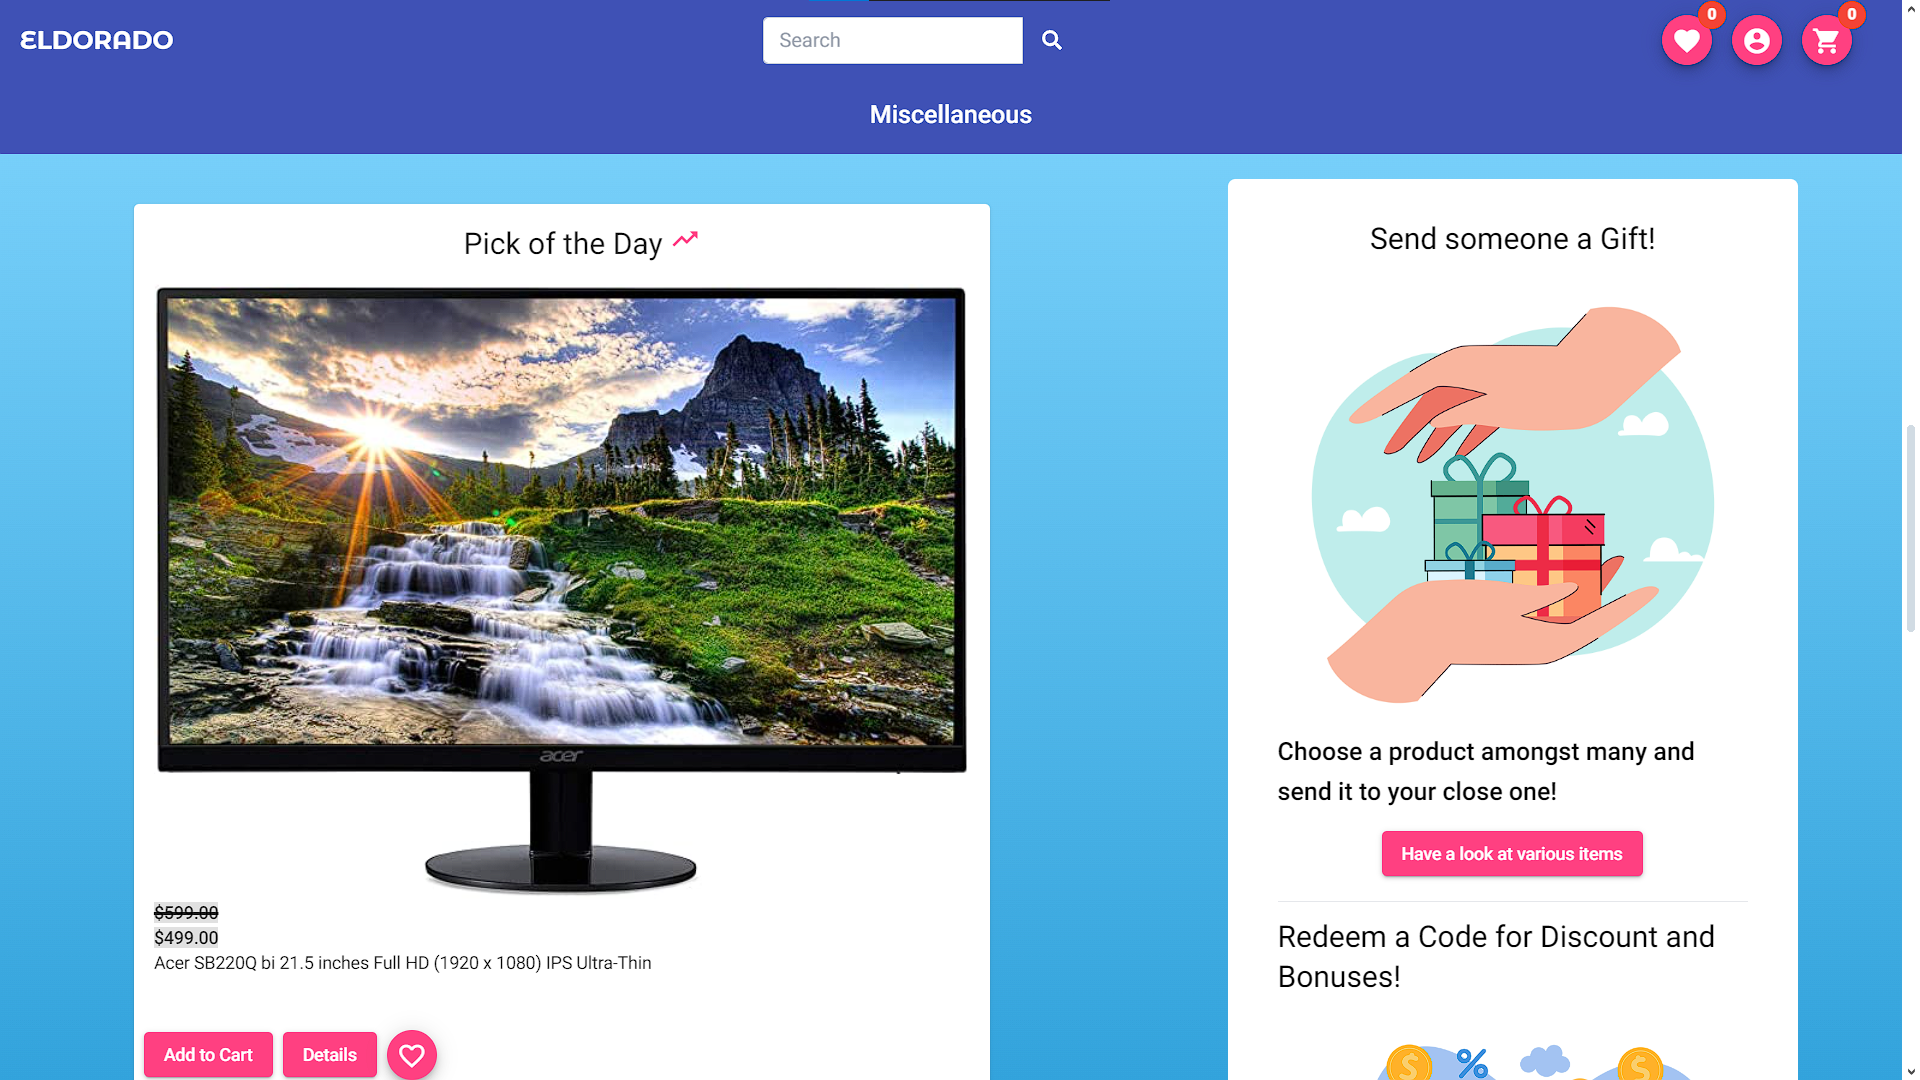 ELDORADO
Search
0
0
Miscellaneous
Pick of the Day
acer
$599.00
$499.00
Acer SB220Q bi 21.5 inches Full HD (1920 x 1080) IPS Ultra-Thin
Add to Cart
Details
Send someone a Gift!
Choose a product amongst many and
send it to your close one!
Have a look at various items
Redeem a Code for Discount and
Bonuses!
$ % $